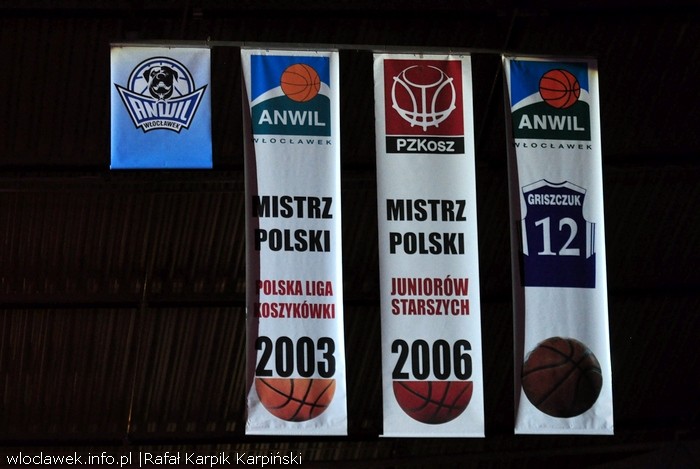 ANWIL
WŁOCŁAWEK
ANWIL
WŁOCŁAWEK
MISTRZ
POLSKI
POLSKA LIGA
KOSZYKÓWKI
2003
PZKosz
MISTRZ
POLSKI
JUNIORÓW
STARSZYCH
2006
ANWIL
WŁOCŁAWEK
GRISZCZUK
12
wloclawek.info.pl |Rafał Karpik Karpiński